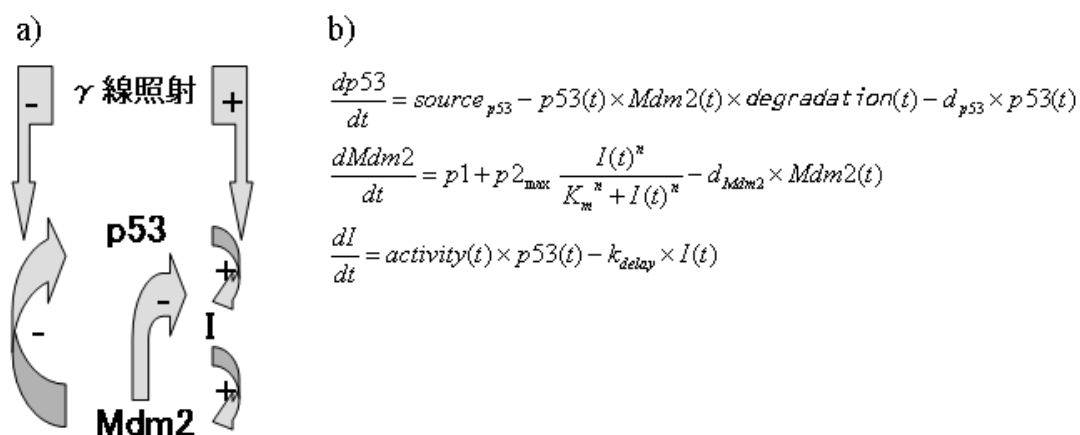 a)
γ線照射
-
+
p53
+
-
-
I
+
Mdm2
b)
dp53/dt = source_p53 − p53(t) × Mdm2(t) × degradation(t) − d_p53 × p53(t)
dMdm2/dt = p1 + p2_max I(t)^n / K_m^n + I(t)^n − d_Mdm2 × Mdm2(t)
dI/dt = activity(t) × p53(t) − k_delay × I(t)